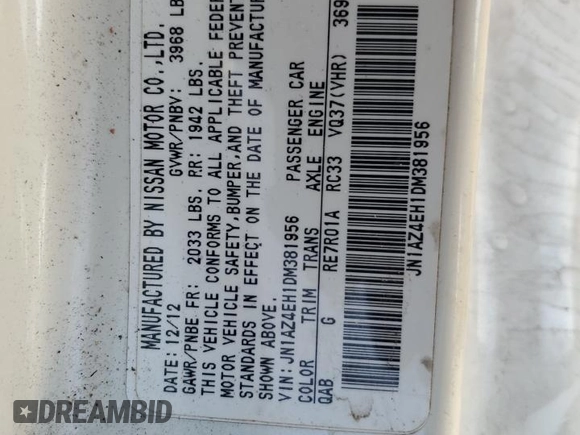 MANUFACTURED BY NISSAN MOTOR CO.,LTD.
DATE: 12/12 GVWR/PNBV: 3968 LB
GAWR/PNBE FR: 2033 LBS. RR: 1942 LBS.
THIS VEHICLE CONFORMS TO ALL APPLICABLE FEDER
MOTOR VEHICLE SAFETY,BUMPER,AND THEFT PREVENT
STANDARDS IN EFFECT ON THE DATE OF MANUFACTUR
SHOWN ABOVE.
VIN: JN1AZ4EH1DM381956 PASSENGER CAR
COLOR TRIM TRANS AXLE ENGINE
QAB G RE7R01A RC33 VQ37(VHR) 369
JN1AZ4EH1DM381956
DREAMBID